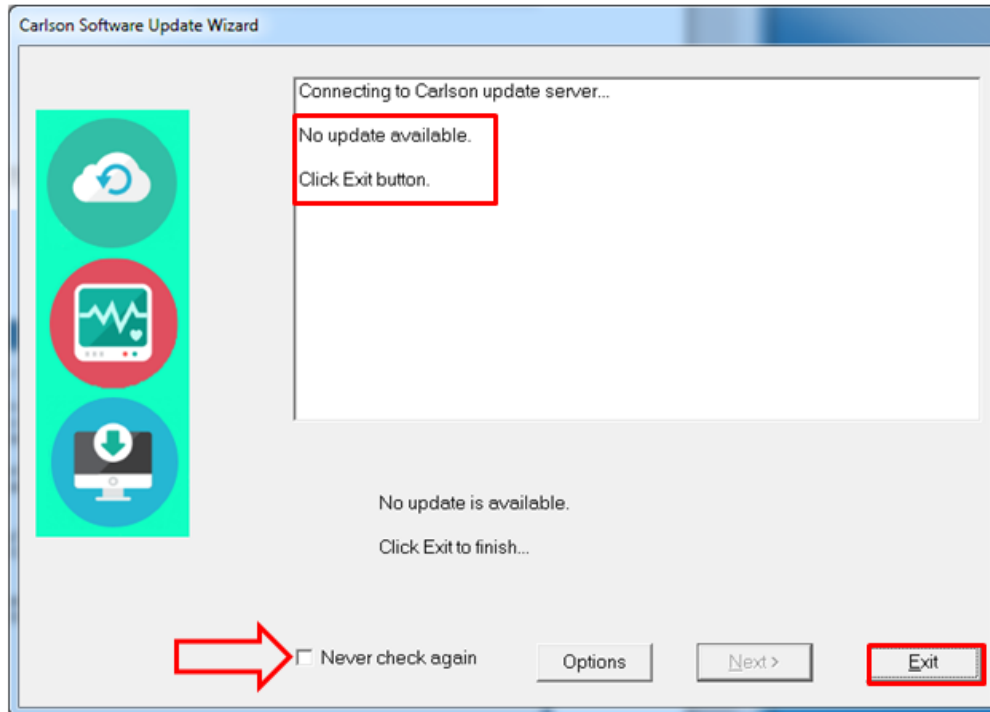 Carlson Software Update Wizard
Connecting to Carlson update server...
No update available.
Click Exit button.
No update is available.
Click Exit to finish...
Never check again
Options
Next >
Exit